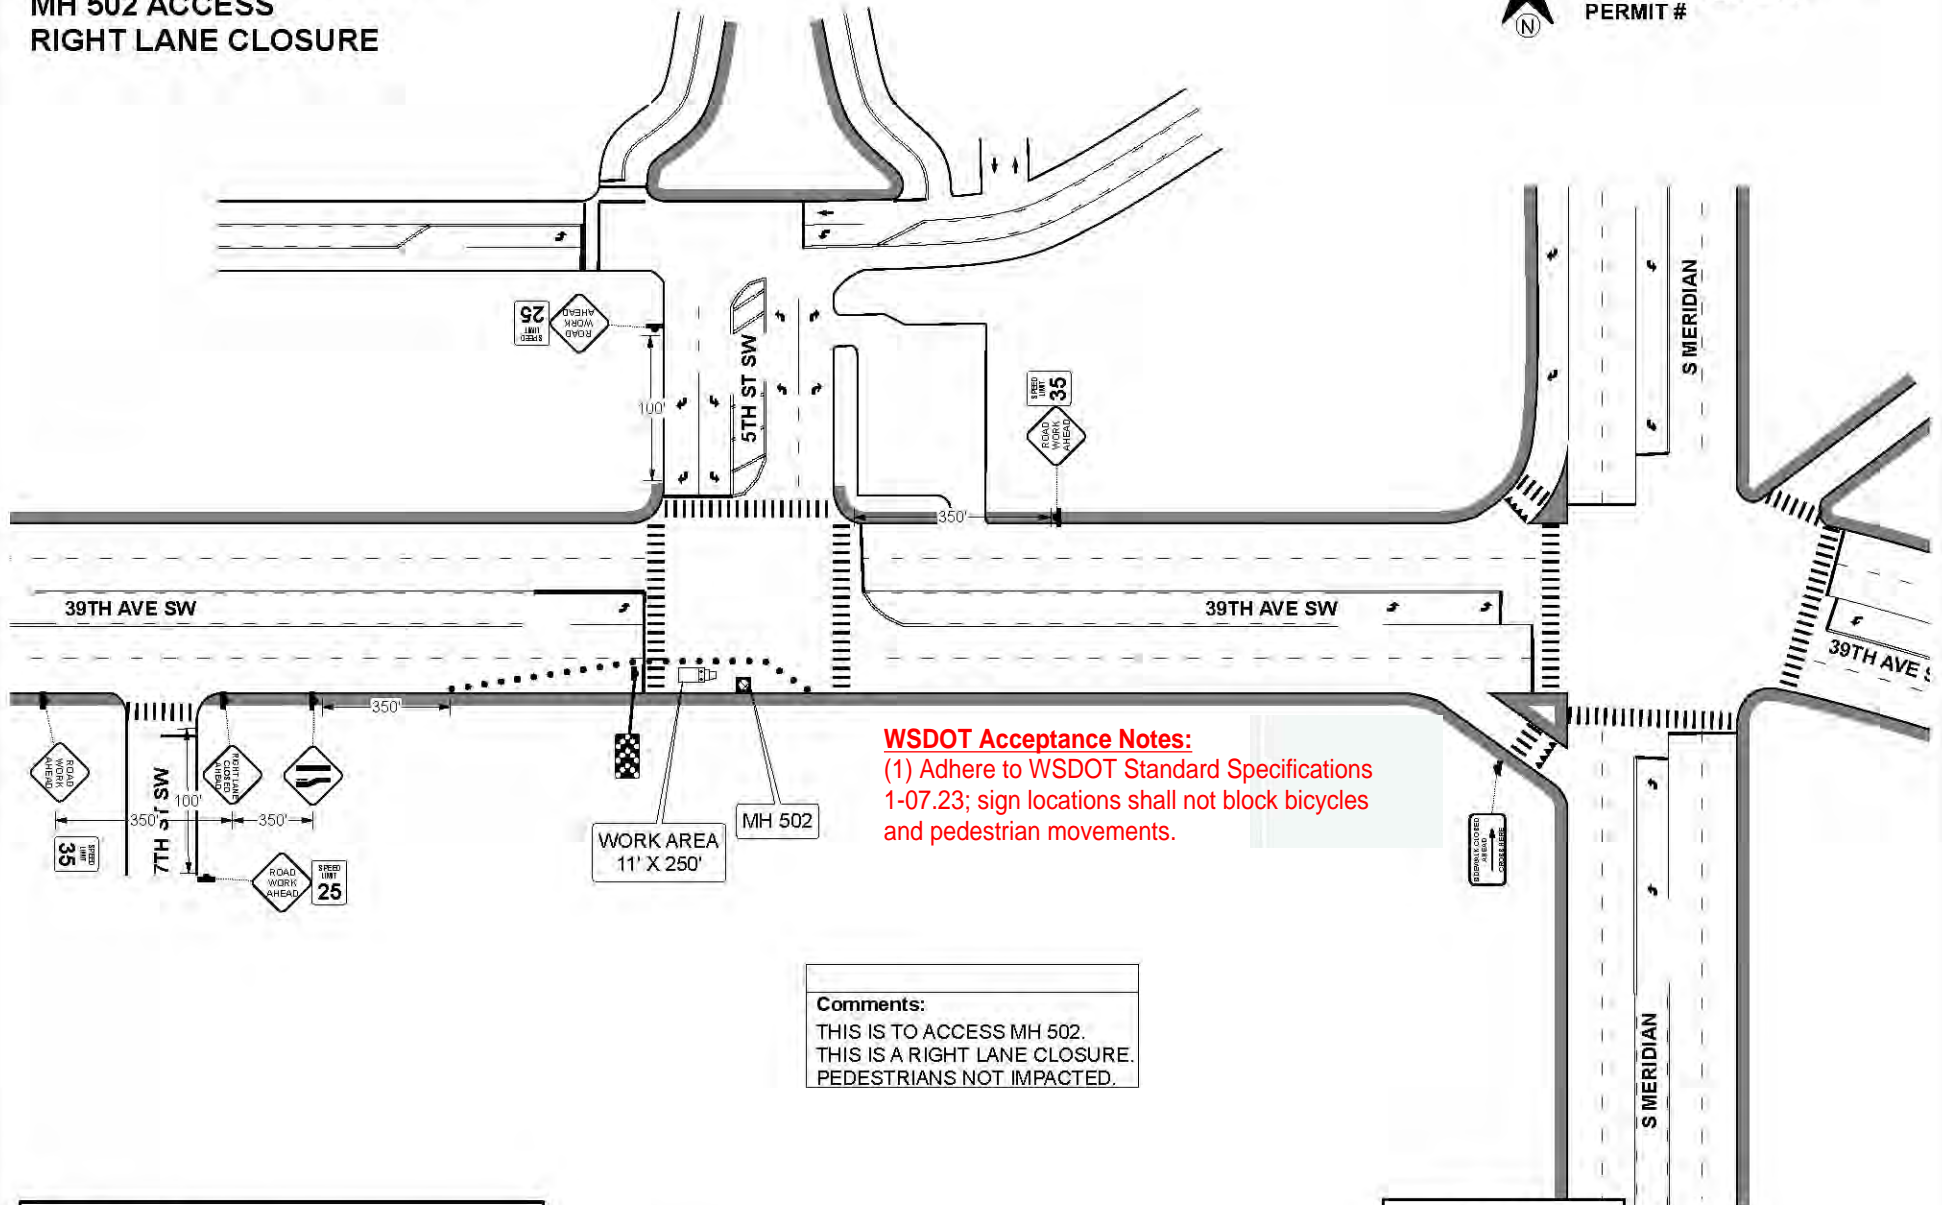 MH 502 ACCESS
RIGHT LANE CLOSURE
N
PERMIT #
SPEED
LIMIT
25
ROAD
WORK
AHEAD
100'
5TH ST SW
SPEED
LIMIT
35
ROAD
WORK
AHEAD
350'
S MERIDIAN
39TH AVE SW
39TH AVE SW
39TH AVE S
350'
ROAD
WORK
AHEAD
RIGHT LANE
CLOSED
AHEAD
350'
350'
SPEED
LIMIT
35
7TH ST SW
100'
ROAD
WORK
AHEAD
SPEED
LIMIT
25
WORK AREA
11' X 250'
MH 502
WSDOT Acceptance Notes:
(1) Adhere to WSDOT Standard Specifications
1-07.23; sign locations shall not block bicycles
and pedestrian movements.
SIDEWALK CLOSED
AHEAD
CROSS HERE
Comments:
THIS IS TO ACCESS MH 502.
THIS IS A RIGHT LANE CLOSURE.
PEDESTRIANS NOT IMPACTED.
S MERIDIAN